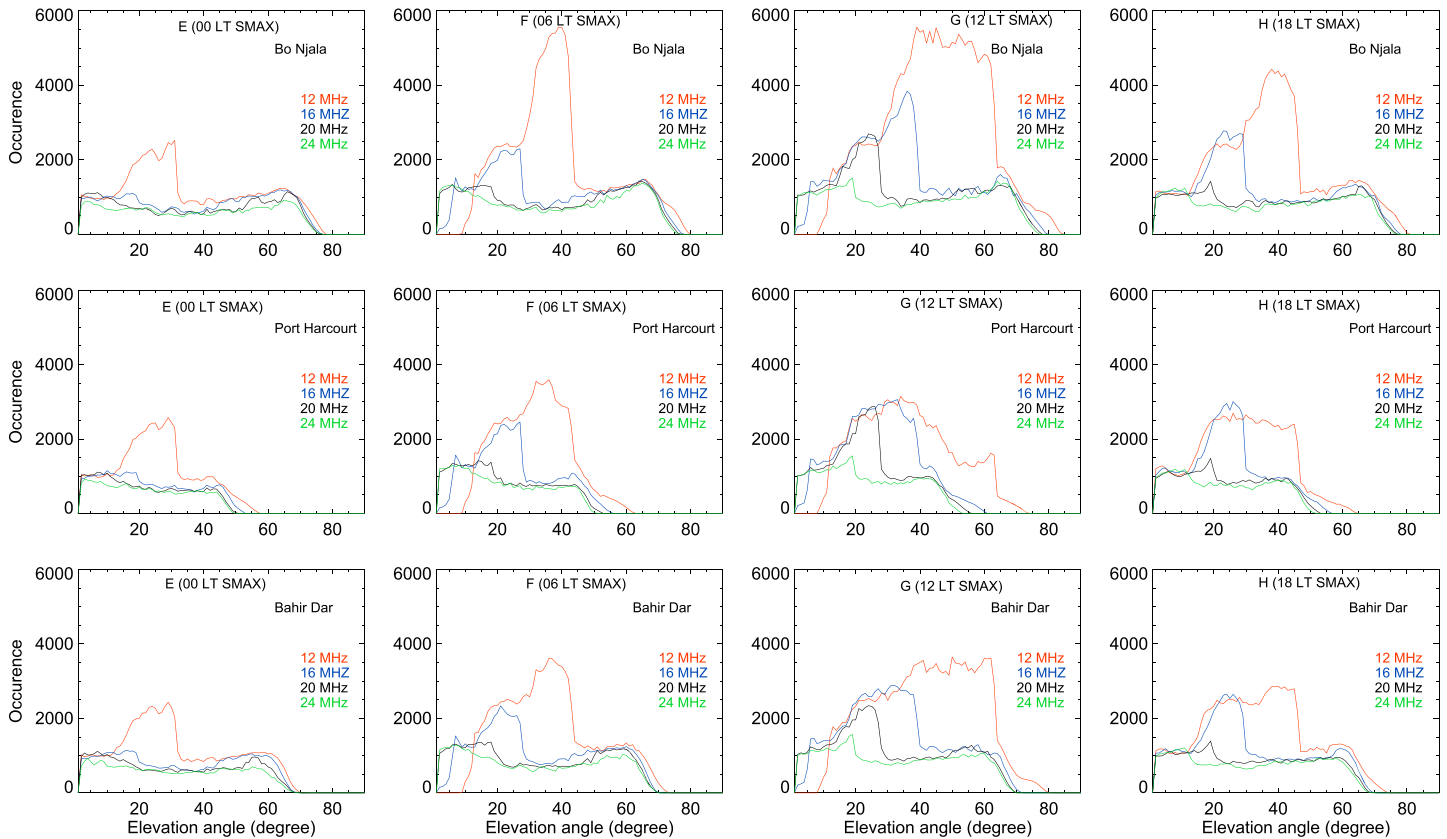 E (00 LT SMAX)
Bo Njala
12 MHz
16 MHZ
20 MHz
24 MHz
Occurence
6000
4000
2000
0
20 40 60 80
F (06 LT SMAX)
Bo Njala
12 MHz
16 MHZ
20 MHz
24 MHz
6000
4000
2000
0
20 40 60 80
G (12 LT SMAX)
Bo Njala
12 MHz
16 MHZ
20 MHz
24 MHz
6000
4000
2000
0
20 40 60 80
H (18 LT SMAX)
Bo Njala
12 MHz
16 MHZ
20 MHz
24 MHz
6000
4000
2000
0
20 40 60 80
E (00 LT SMAX)
Port Harcourt
12 MHz
16 MHZ
20 MHz
24 MHz
Occurence
6000
4000
2000
0
20 40 60 80
F (06 LT SMAX)
Port Harcourt
12 MHz
16 MHZ
20 MHz
24 MHz
6000
4000
2000
0
20 40 60 80
G (12 LT SMAX)
Port Harcourt
12 MHz
16 MHZ
20 MHz
24 MHz
6000
4000
2000
0
20 40 60 80
H (18 LT SMAX)
Port Harcourt
12 MHz
16 MHZ
20 MHz
24 MHz
6000
4000
2000
0
20 40 60 80
E (00 LT SMAX)
Bahir Dar
12 MHz
16 MHZ
20 MHz
24 MHz
Occurence
6000
4000
2000
0
20 40 60 80
Elevation angle (degree)
F (06 LT SMAX)
Bahir Dar
12 MHz
16 MHZ
20 MHz
24 MHz
6000
4000
2000
0
20 40 60 80
Elevation angle (degree)
G (12 LT SMAX)
Bahir Dar
12 MHz
16 MHZ
20 MHz
24 MHz
6000
4000
2000
0
20 40 60 80
Elevation angle (degree)
H (18 LT SMAX)
Bahir Dar
12 MHz
16 MHZ
20 MHz
24 MHz
6000
4000
2000
0
20 40 60 80
Elevation angle (degree)